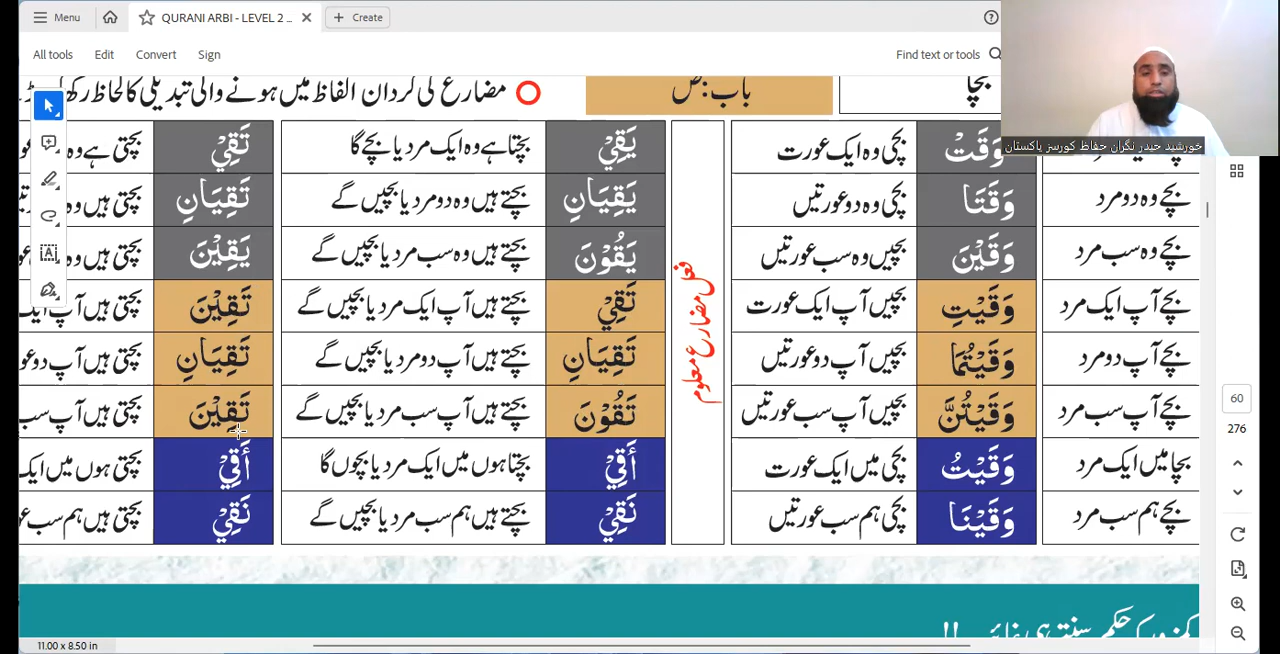 Menu QURANI ARBI - LEVEL 2 ... Create
All tools Edit Convert Sign Find text or tools
بچا باب: ض مضارع کی گردان الفاظ میں ہونے والی تبدیلی کا لحاظ رکھ
خورشید حیدر نگران حفاظ کورسز پاکستان
وَقَتْ بچی وہ ایک عورت يَقِيْ بچتا ہے وہ ایک مرد یا بچے گا تَقِيْ بچتی ہے وہ
بچے وہ دو مرد وَقَتَا بچی وہ دو عورتیں يَقِيَانِ بچتے ہیں وہ دو مرد یا بچیں گے تَقِيَانِ بچتی ہیں وہ
بچے وہ سب مرد وَقَيْنَ بچیں وہ سب عورتیں يَقُوْنَ بچتے ہیں وہ سب مرد یا بچیں گے يَقِيْنَ بچتی ہیں وہ
فعل مضارع معلوم
بچے آپ ایک مرد وَقَيْتِ بچیں آپ ایک عورت تَقِيْ بچتے ہیں آپ ایک مرد یا بچیں گے تَقِيْنَ بچتی ہیں آپ ایک
بچے آپ دو مرد وَقَيْتُمَا بچیں آپ دو عورتیں تَقِيَانِ بچتے ہیں آپ دو مرد یا بچیں گے تَقِيَانِ بچتی ہیں آپ دو
بچے آپ سب مرد وَقَيْتُنَّ بچیں آپ سب عورتیں تَقُوْنَ بچتے ہیں آپ سب مرد یا بچیں گے تَقِيْنَ بچتی ہیں آپ سب
بچا میں ایک مرد وَقَيْتُ بچی میں ایک عورت أَقِيْ بچتا ہوں میں ایک مرد یا بچوں گا أَقِيْ بچتی ہوں میں ایک
بچے ہم سب مرد وَقَيْنَا بچی ہم سب عورتیں نَقِيْ بچتے ہیں ہم سب مرد یا بچیں گے نَقِيْ بچتی ہیں ہم سب
60
276
11.00 x 8.50 in